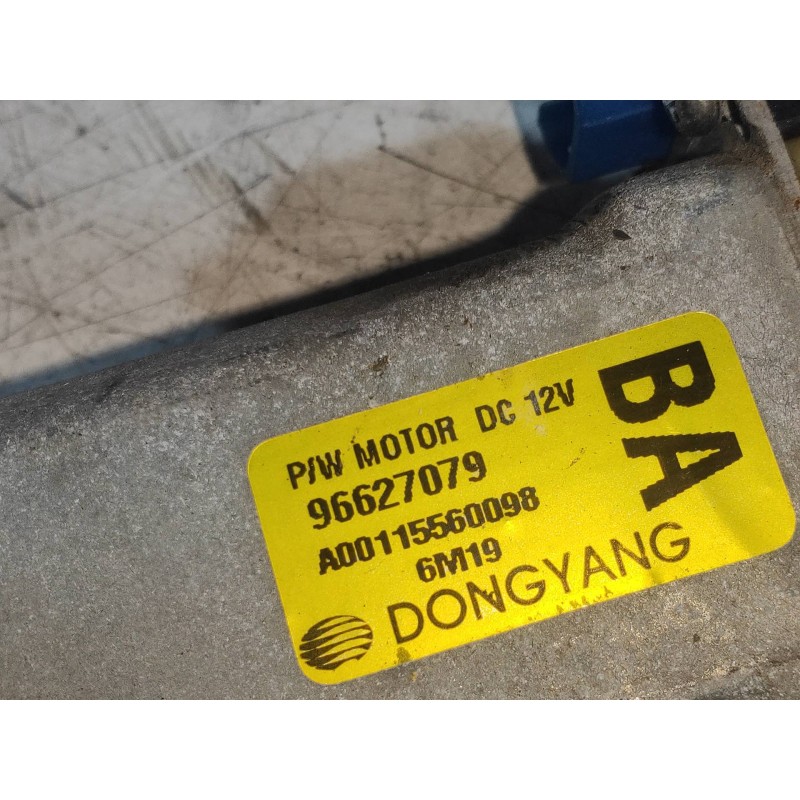 P/W MOTOR DC 12V
96627079
A00115560098
6M19
DONGYANG
BA